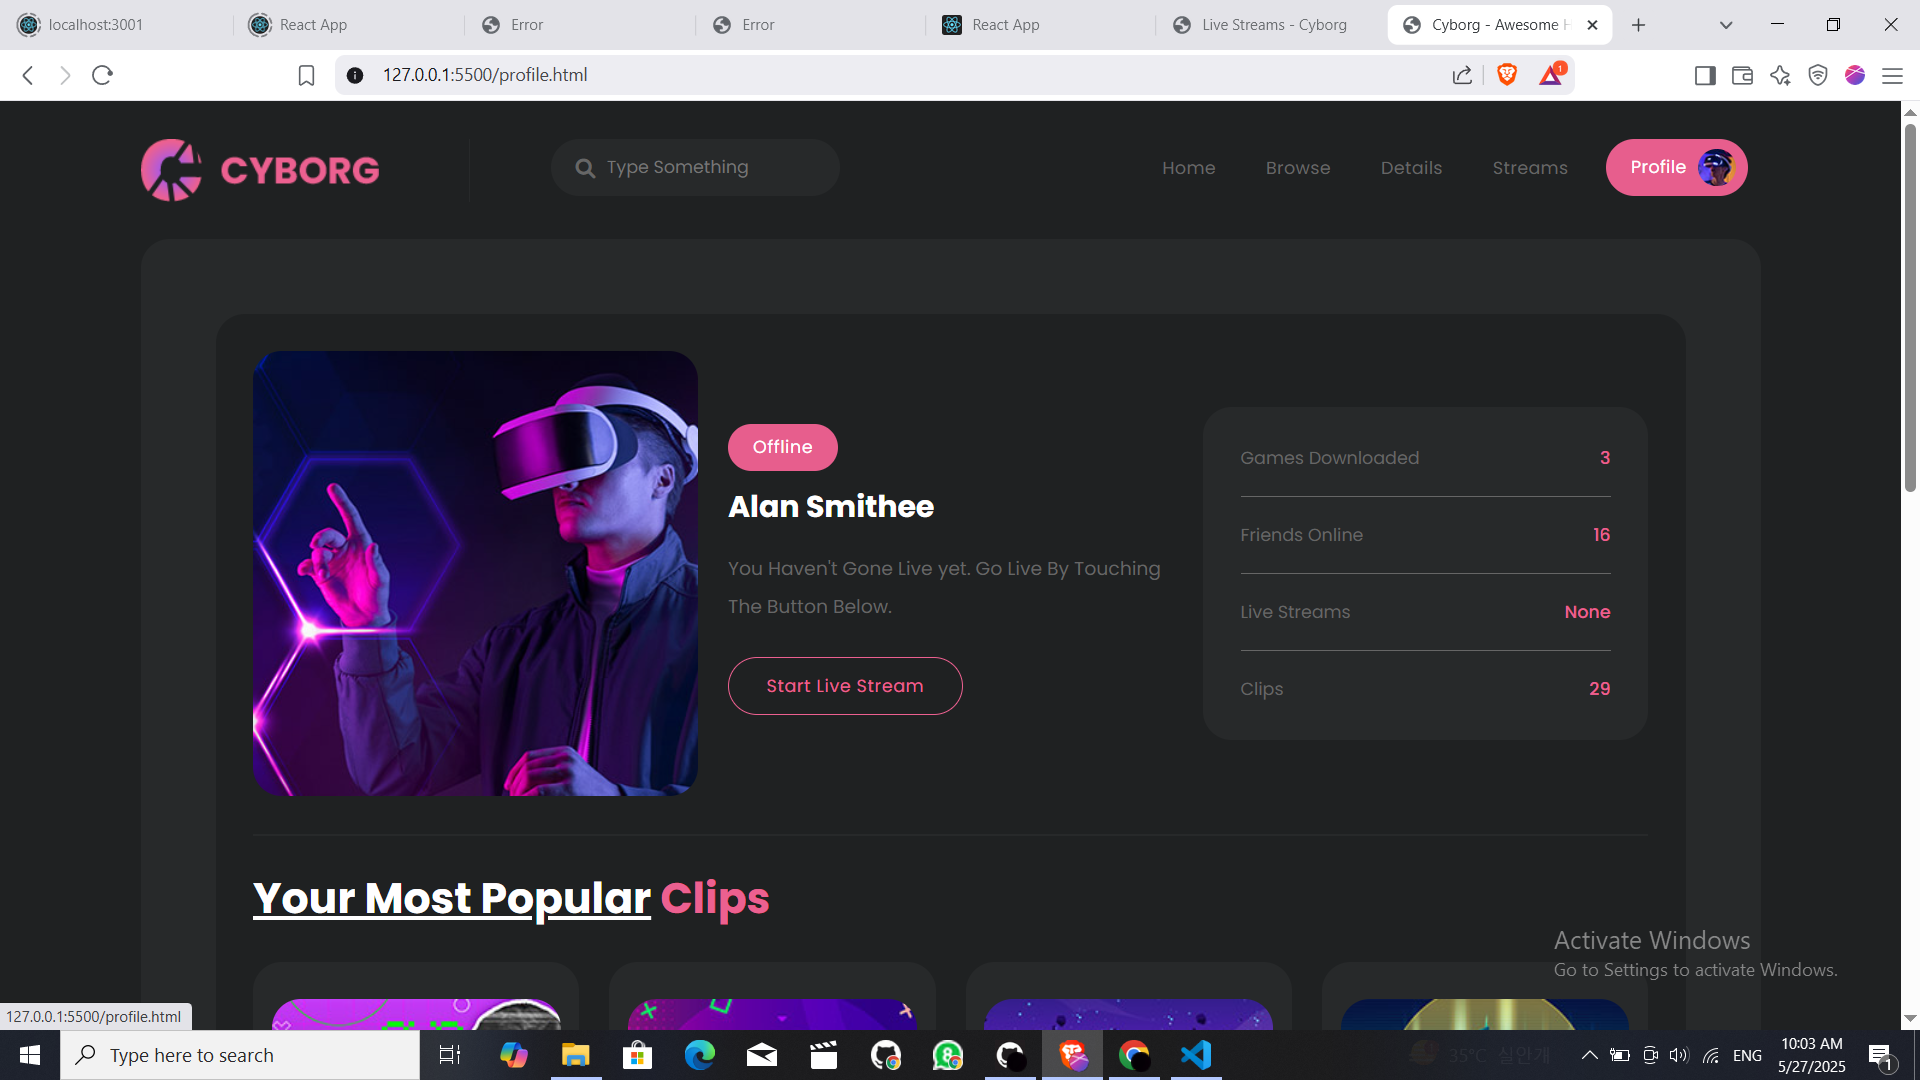 localhost:3001
React App
Error
Error
React App
Live Streams - Cyborg
Cyborg - Awesome H
127.0.0.1:5500/profile.html
1
CYBORG
Type Something
Home
Browse
Details
Streams
Profile
Offline
Alan Smithee
You Haven't Gone Live yet. Go Live By Touching
The Button Below.
Start Live Stream
Games Downloaded
3
Friends Online
16
Live Streams
None
Clips
29
Your Most Popular Clips
Activate Windows
Go to Settings to activate Windows.
127.0.0.1:5500/profile.html
Type here to search
8
35°C 실안개
ENG
10:03 AM
5/27/2025
1